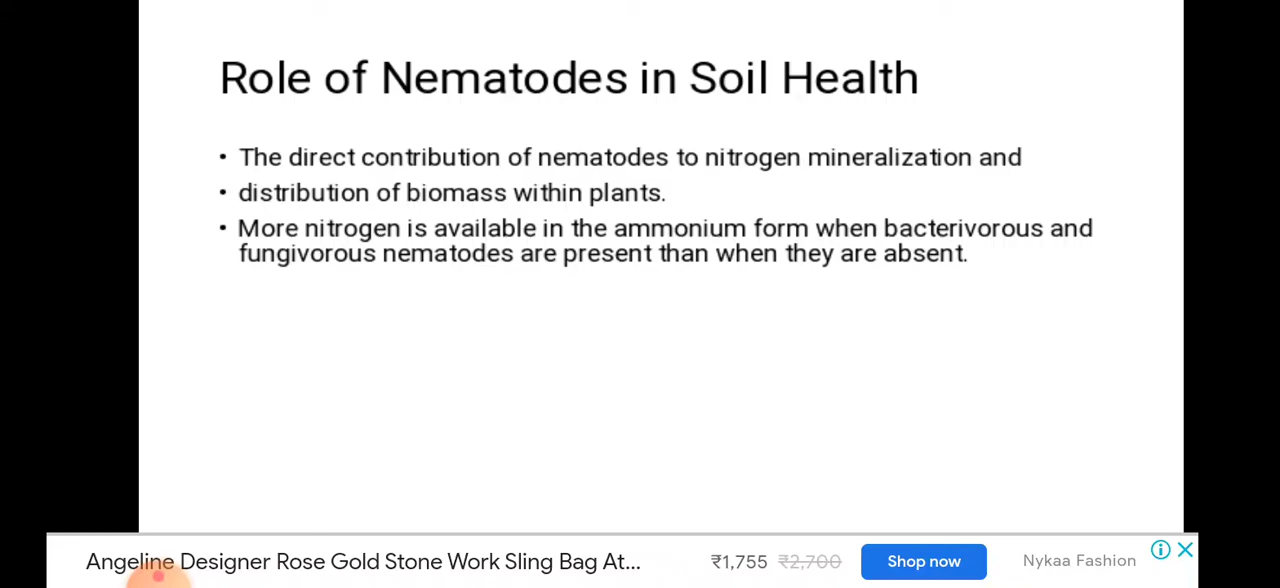 Role of Nematodes in Soil Health
• The direct contribution of nematodes to nitrogen mineralization and
• distribution of biomass within plants.
• More nitrogen is available in the ammonium form when bacterivorous and
fungivorous nematodes are present than when they are absent.
Angeline Designer Rose Gold Stone Work Sling Bag At... ₹1,755 ₹2,700 Shop now Nykaa Fashion